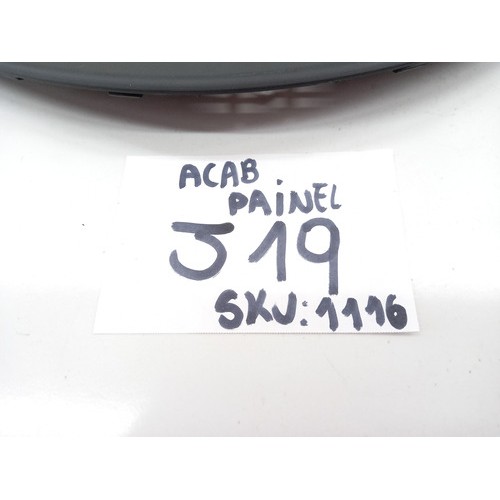 ACAB
PAINEL
J19
SKU:1116